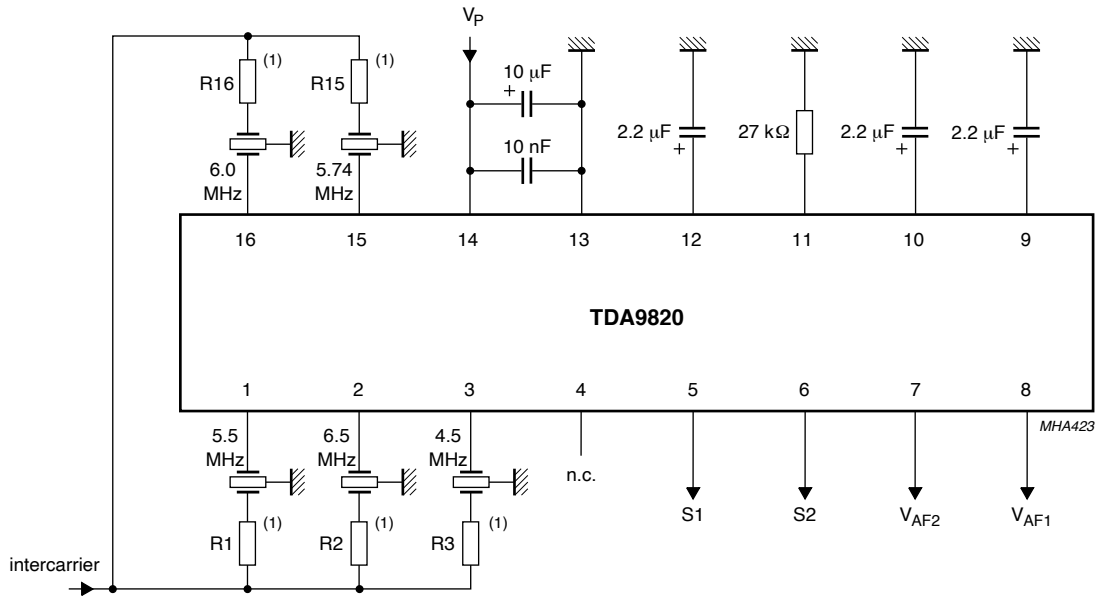 V_P
(1)
(1)
R16
R15
10 μF
+
10 nF
2.2 μF
+
27 kΩ
2.2 μF
+
2.2 μF
+
6.0
MHz
5.74
MHz
16
15
14
13
12
11
10
9
TDA9820
1
2
3
4
5
6
7
8
MHA423
5.5
MHz
6.5
MHz
4.5
MHz
n.c.
(1)
(1)
(1)
R1
R2
R3
S1
S2
V_AF2
V_AF1
intercarrier